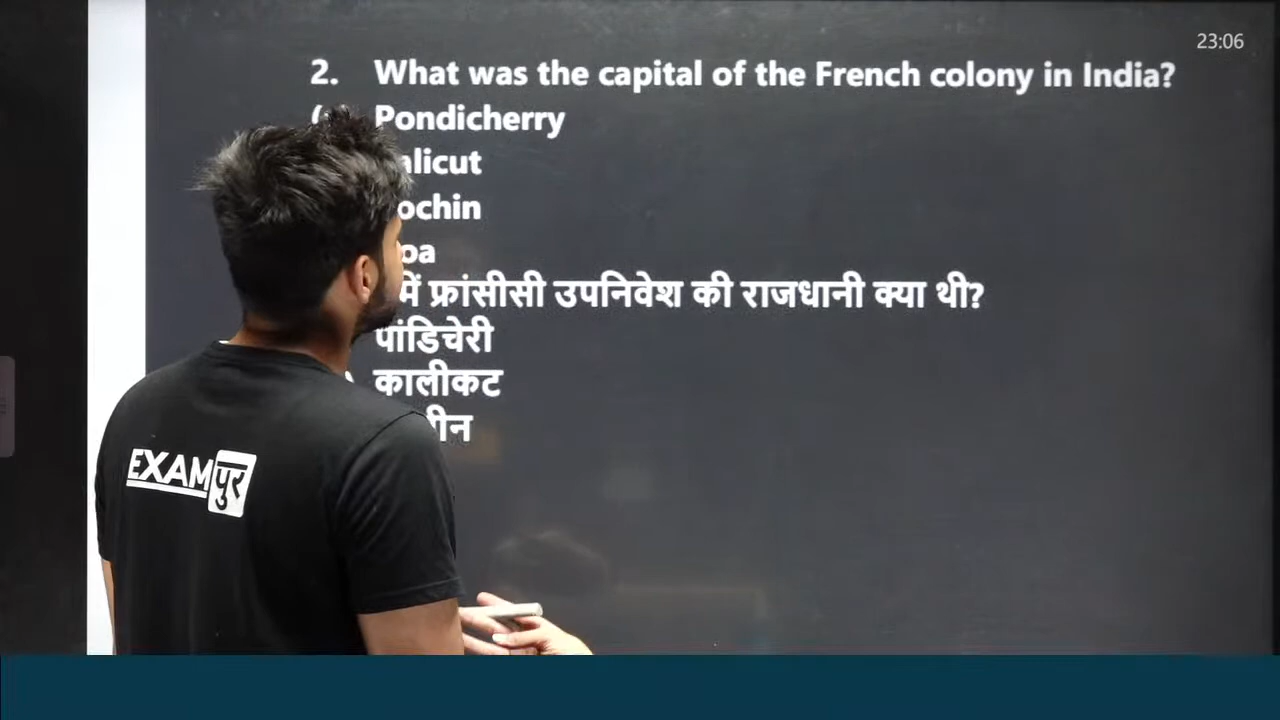 23:06
2. What was the capital of the French colony in India?
Pondicherry
alicut
ochin
oa
में फ्रांसीसी उपनिवेश की राजधानी क्या थी?
पांडिचेरी
कालीकट
ीन
EXAMपुर